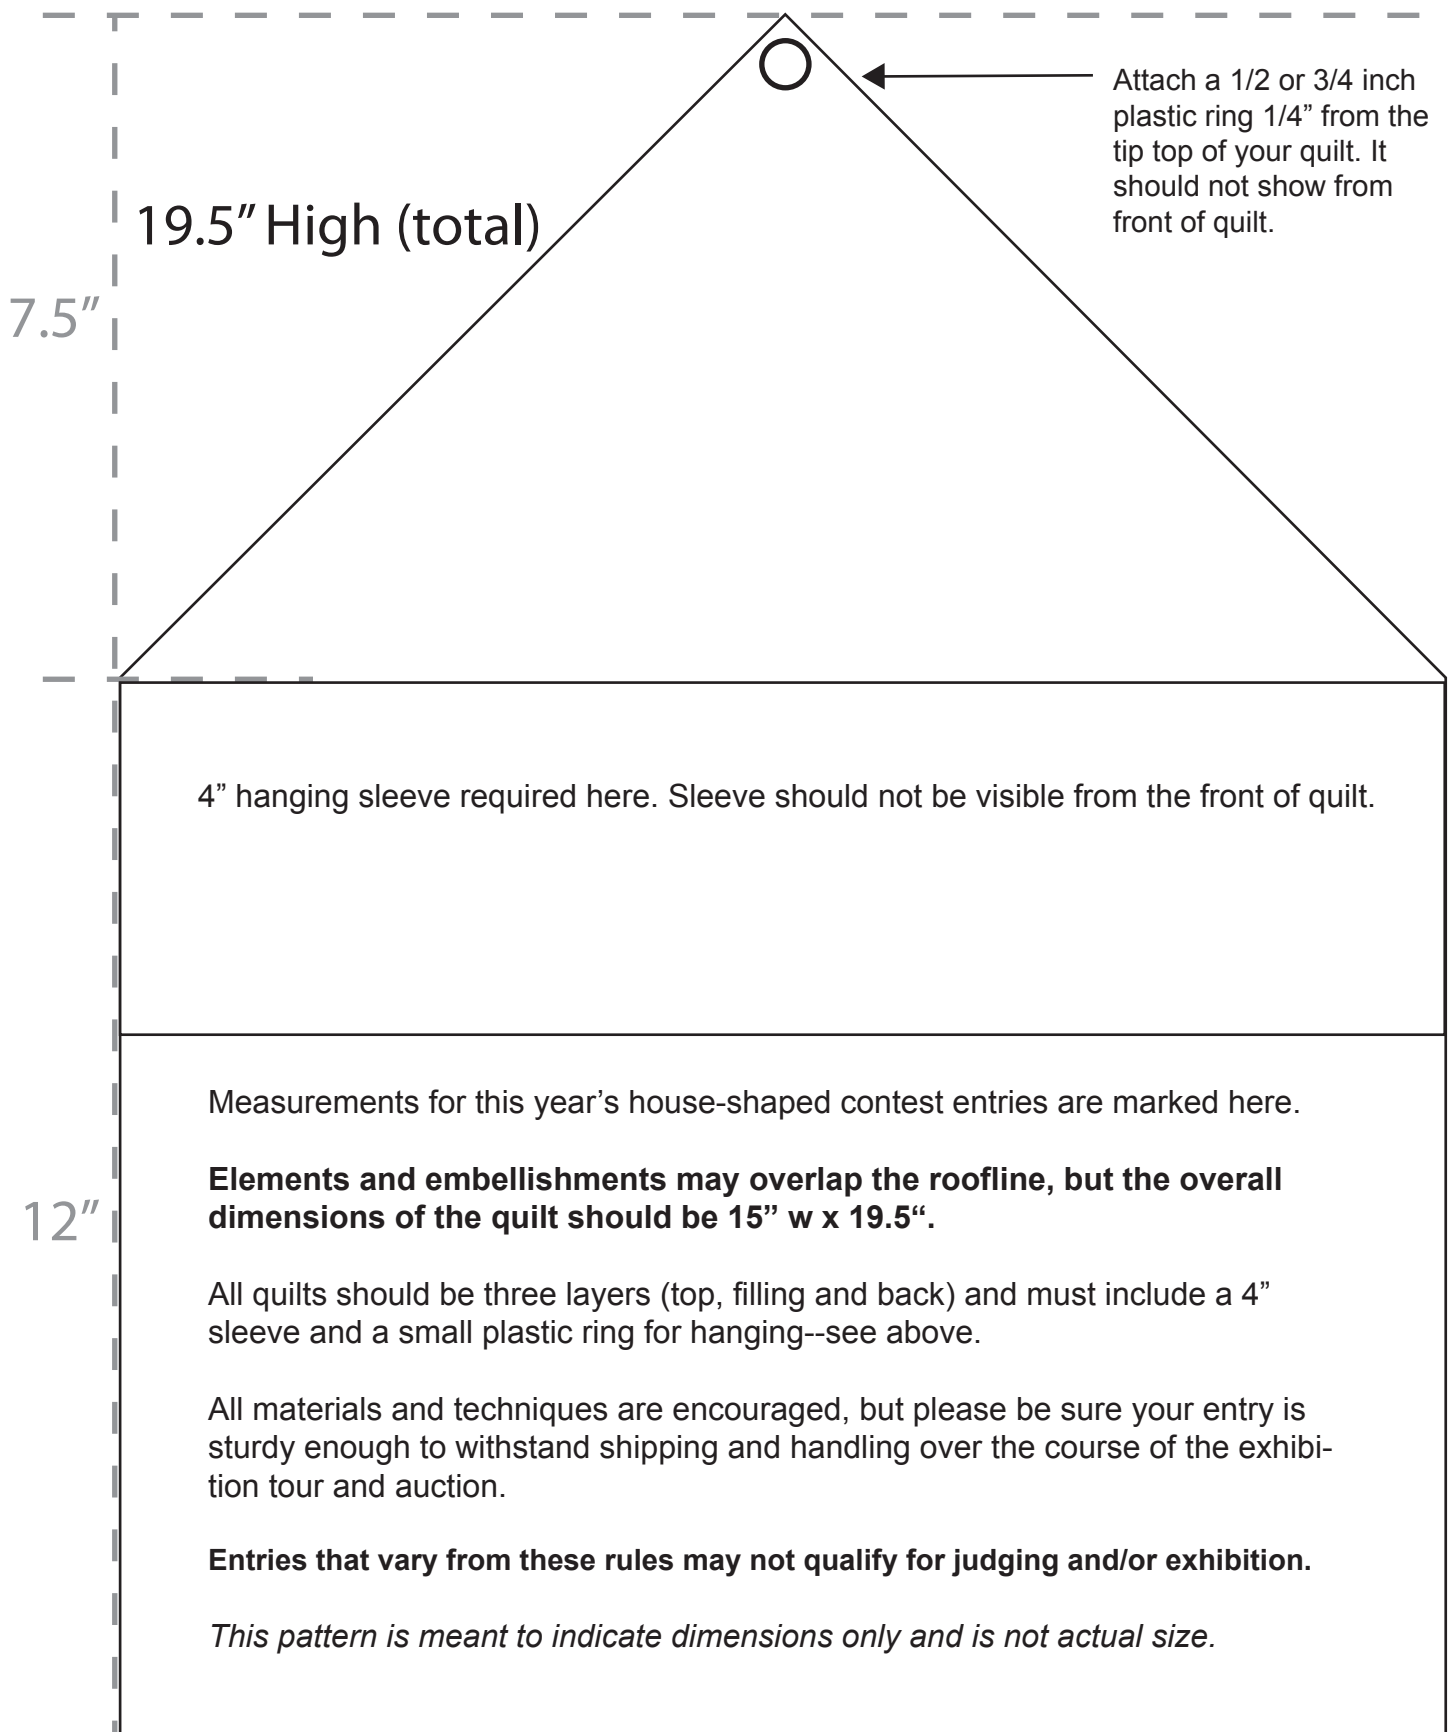 Attach a 1/2 or 3/4 inch
plastic ring 1/4” from the
tip top of your quilt. It
should not show from
front of quilt.
19.5" High (total)
7.5"
4” hanging sleeve required here. Sleeve should not be visible from the front of quilt.
Measurements for this year’s house-shaped contest entries are marked here.
Elements and embellishments may overlap the roofline, but the overall
dimensions of the quilt should be 15” w x 19.5“.
12"
All quilts should be three layers (top, filling and back) and must include a 4”
sleeve and a small plastic ring for hanging--see above.
All materials and techniques are encouraged, but please be sure your entry is
sturdy enough to withstand shipping and handling over the course of the exhibi-
tion tour and auction.
Entries that vary from these rules may not qualify for judging and/or exhibition.
This pattern is meant to indicate dimensions only and is not actual size.